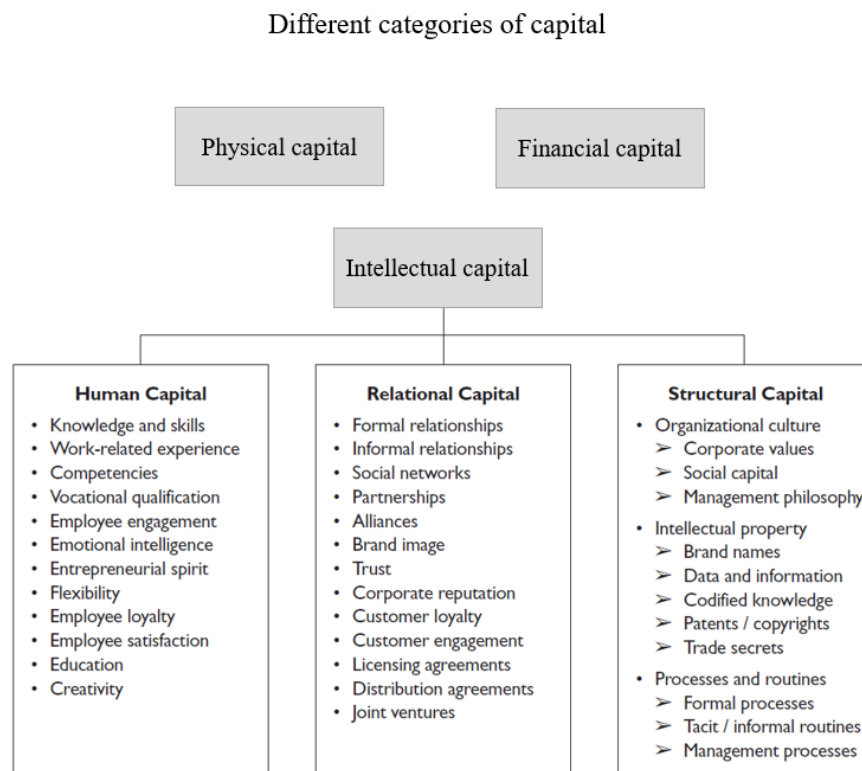 Different categories of capital
Physical capital
Financial capital
Intellectual capital
Human Capital
• Knowledge and skills
• Work-related experience
• Competencies
• Vocational qualification
• Employee engagement
• Emotional intelligence
• Entrepreneurial spirit
• Flexibility
• Employee loyalty
• Employee satisfaction
• Education
• Creativity
Relational Capital
• Formal relationships
• Informal relationships
• Social networks
• Partnerships
• Alliances
• Brand image
• Trust
• Corporate reputation
• Customer loyalty
• Customer engagement
• Licensing agreements
• Distribution agreements
• Joint ventures
Structural Capital
• Organizational culture
➢ Corporate values
➢ Social capital
➢ Management philosophy
• Intellectual property
➢ Brand names
➢ Data and information
➢ Codified knowledge
➢ Patents / copyrights
➢ Trade secrets
• Processes and routines
➢ Formal processes
➢ Tacit / informal routines
➢ Management processes